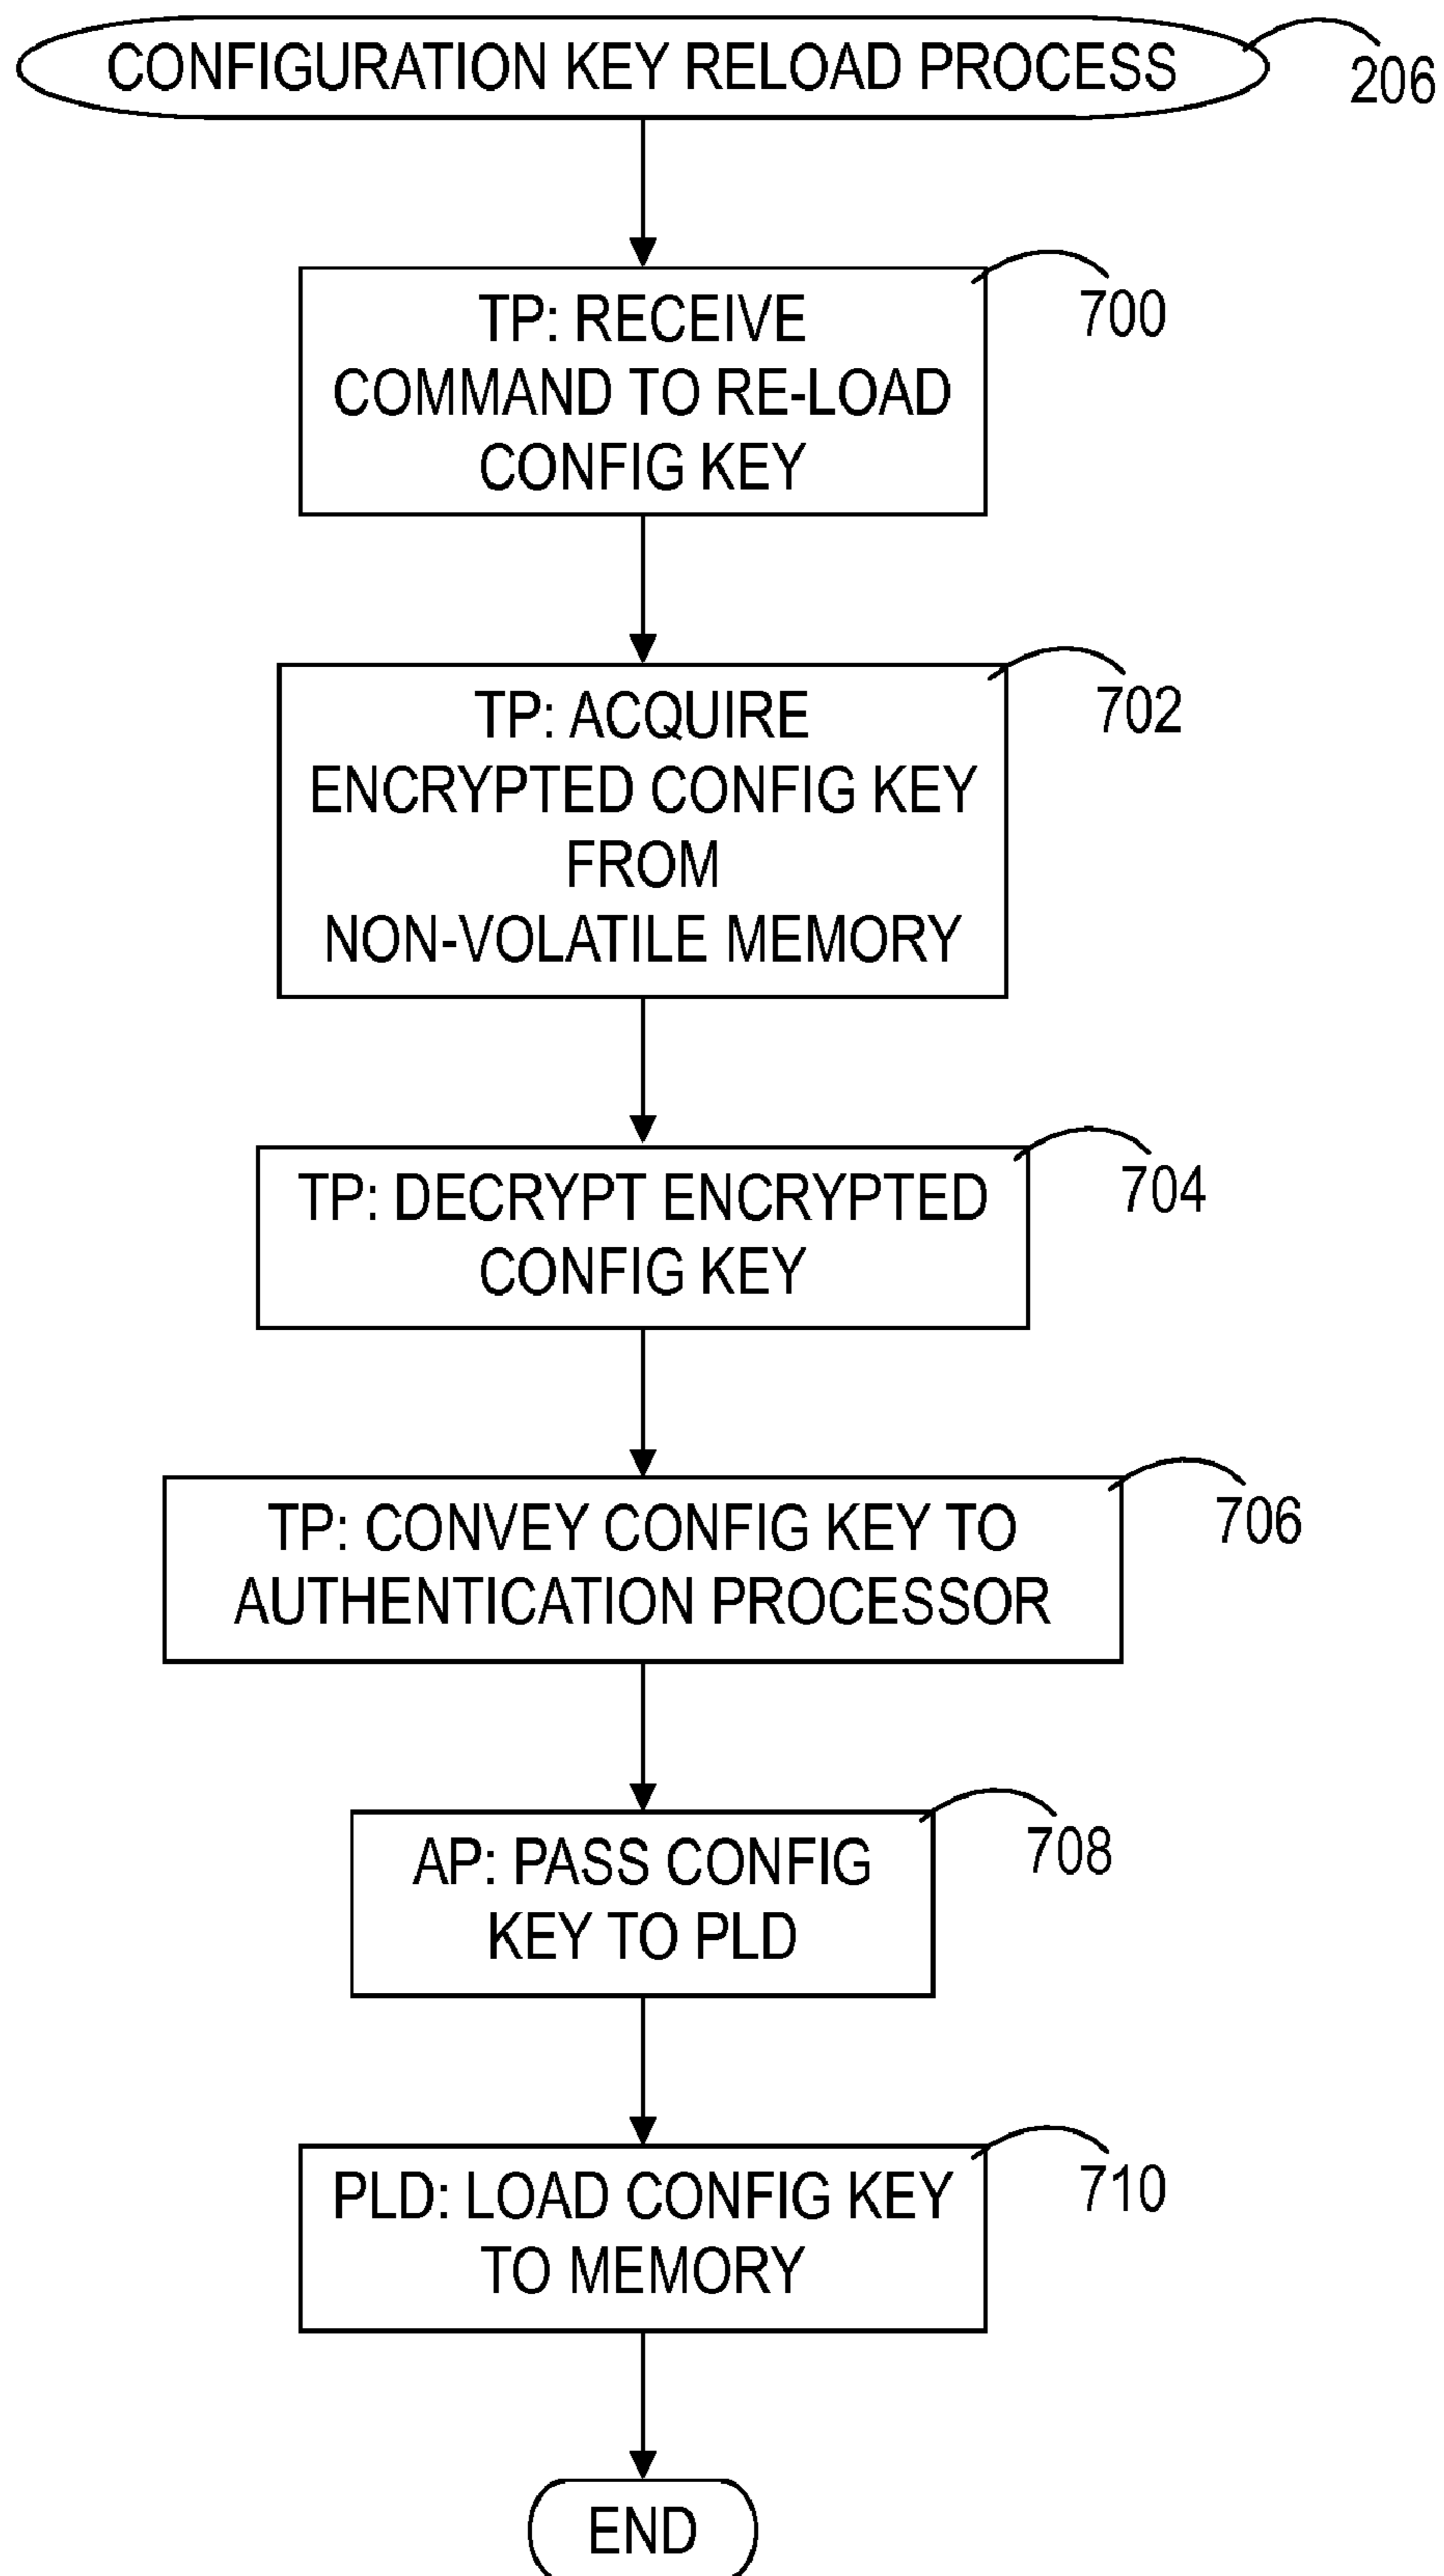 CONFIGURATION KEY RELOAD PROCESS
206
TP: RECEIVE
COMMAND TO RE-LOAD
CONFIG KEY
700
TP: ACQUIRE
ENCRYPTED CONFIG KEY
FROM
NON-VOLATILE MEMORY
702
TP: DECRYPT ENCRYPTED
CONFIG KEY
704
TP: CONVEY CONFIG KEY TO
AUTHENTICATION PROCESSOR
706
AP: PASS CONFIG
KEY TO PLD
708
PLD: LOAD CONFIG KEY
TO MEMORY
710
END